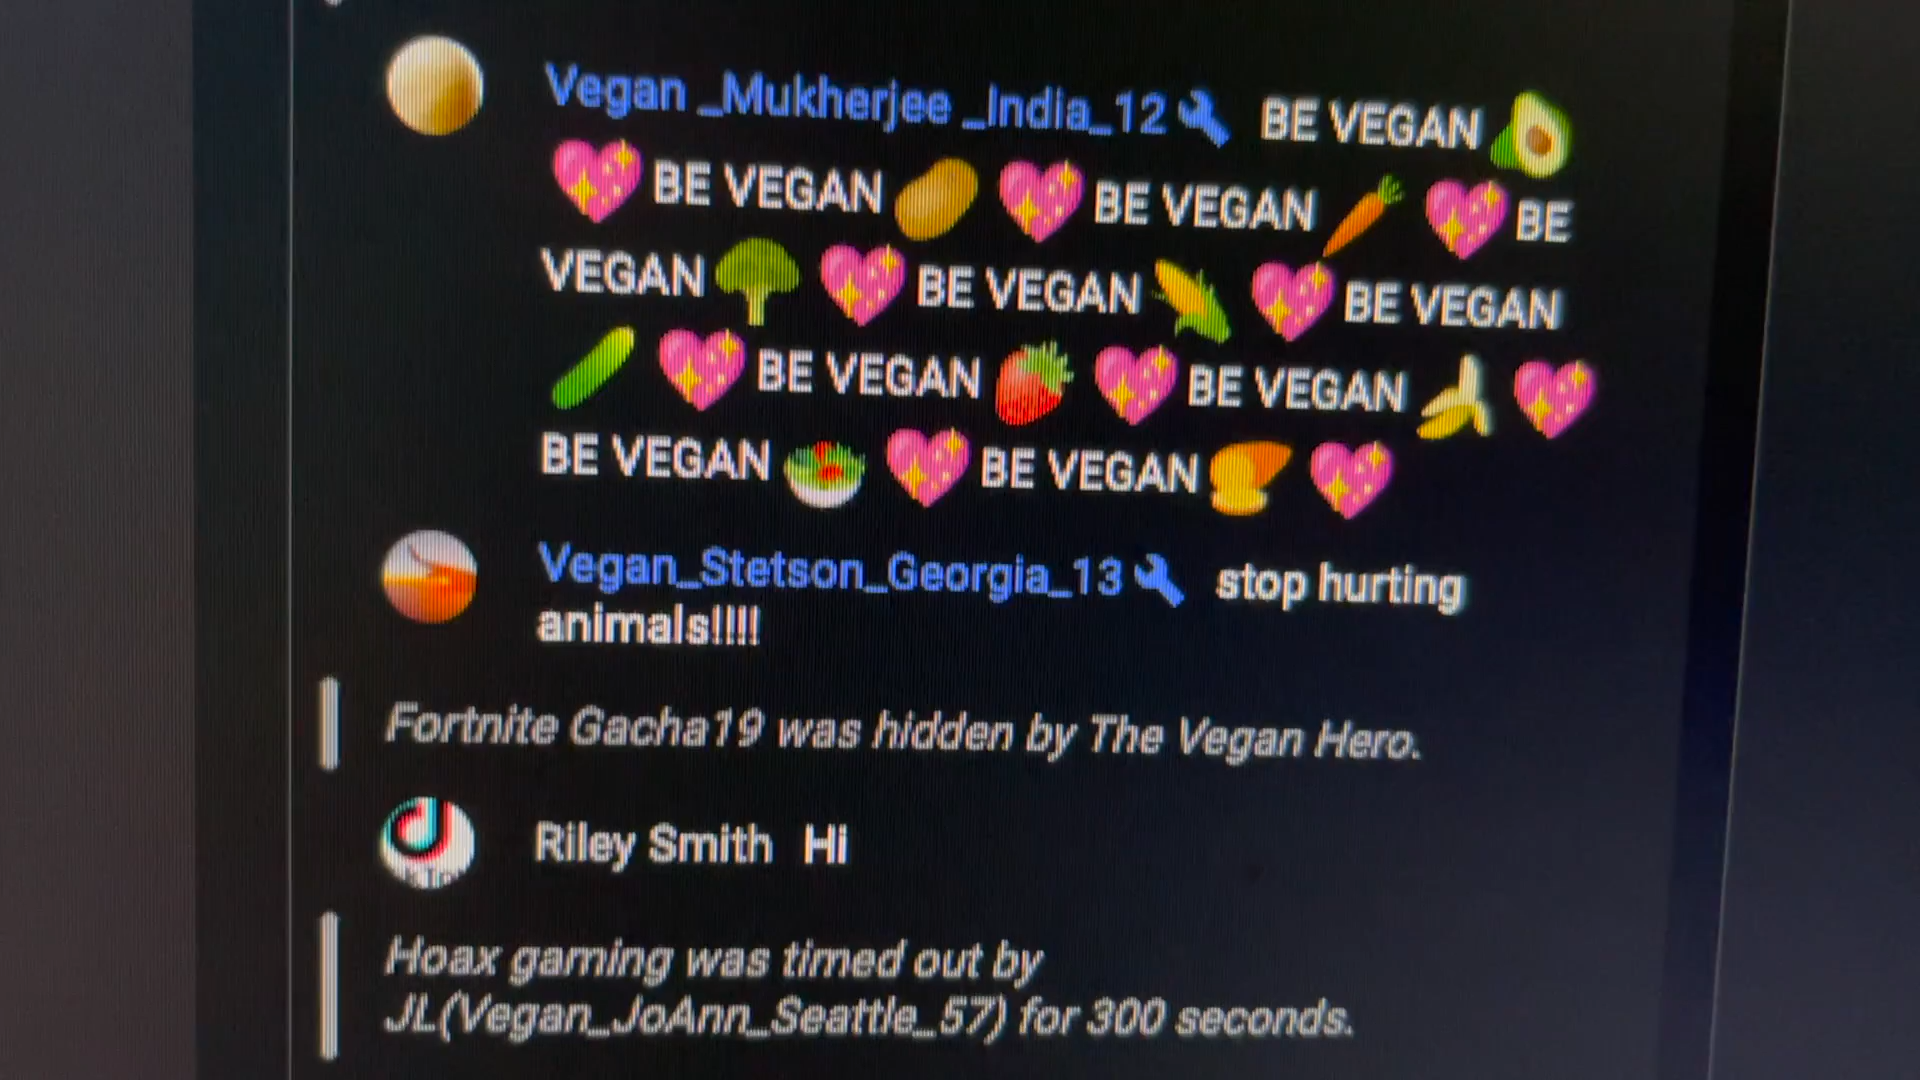 Vegan _Mukherjee _India_12🔧 BE VEGAN🥑
💖BE VEGAN🥔 💖BE VEGAN🥕 💖BE
VEGAN🥦 💖BE VEGAN🌽 💖BE VEGAN
🥒 💖BE VEGAN🍓 💖BE VEGAN🍌 💖
BE VEGAN🥗 💖BE VEGAN🥭 💖
Vegan_Stetson_Georgia_13🔧 stop hurting
animals!!!!
Fortnite Gacha19 was hidden by The Vegan Hero.
Riley Smith Hi
Hoax gaming was timed out by
JL(Vegan_JoAnn_Seattle_57) for 300 seconds.